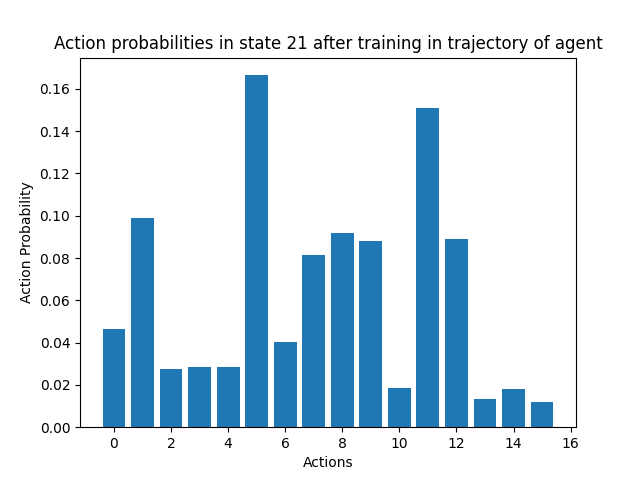 Action probabilities in state 21 after training in trajectory of agent
0.16
0.14
0.12
0.10
0.08
0.06
0.04
0.02
0.00
Action Probability
0 2 4 6 8 10 12 14 16
Actions